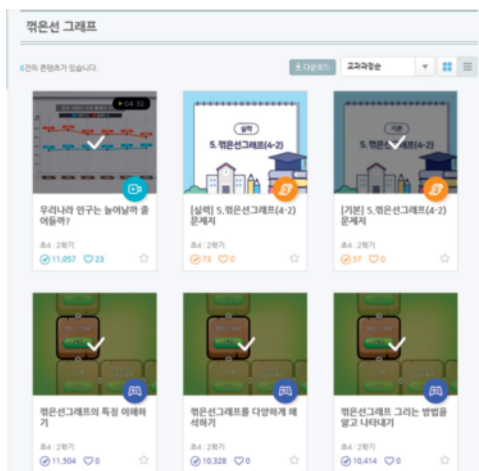 꺾은선 그래프
6건의 콘텐츠가 있습니다.
다운로드
교과과정순
04:30
우리나라 인구는 늘어날까 줄
어들까?
초4 : 2학기
11,057 23
실력
5. 꺾은선그래프(4-2)
[실력] 5.꺾은선그래프(4-2)
문제지
초4 : 2학기
73 0
기본
5. 꺾은선그래프(4-2)
[기본] 5.꺾은선그래프(4-2)
문제지
초4 : 2학기
57 0
꺾은선그래프의 특징 이해하
기
초4 : 2학기
11,504 0
꺾은선그래프를 다양하게 해
석하기
초4 : 2학기
10,328 0
꺾은선그래프 그리는 방법을
알고 나타내기
초4 : 2학기
10,414 0